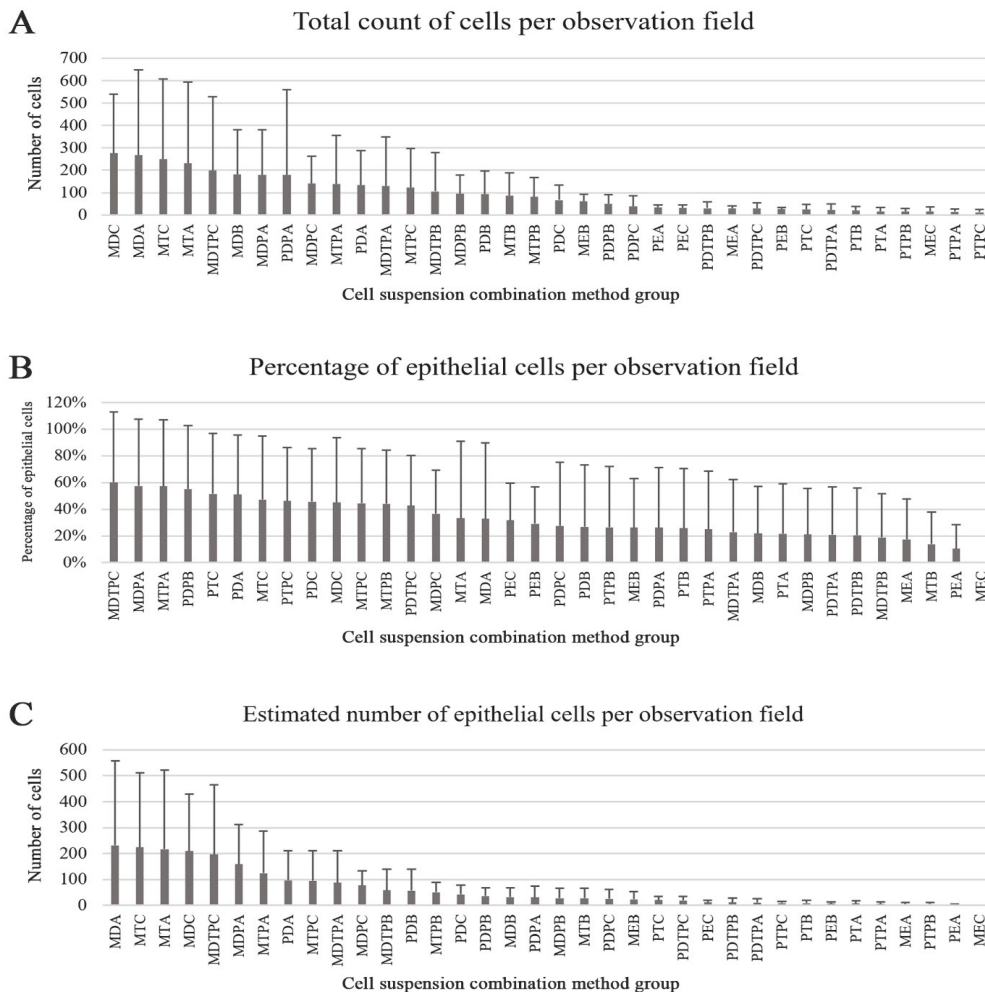 A
Total count of cells per observation field
Number of cells
700
600
500
400
300
200
100
0
MDC MDA MTC MTA MDTPC MDB MDPA PDPA MDPC MTPA PDA MDTPA MTPC MDTPB MDPB PDB MTB MTPB PDC MEB PDPB PDPC PEA PEC PDTPB MEA PDTPC PEB PTC PDTPA PTB PTA PTPB MEC PTPA PTPC
Cell suspension combination method group
B
Percentage of epithelial cells per observation field
Percentage of epithelial cells
120%
100%
80%
60%
40%
20%
0%
MDTPC MDPA MTPA PDPB PTC PDA MTC PTPC PDC MDC MTPC MTPB PDTPC MDPC MTA MDA PEC PEB PDPC PDB PTPB MEB PDPA PTB PTPA MDTPA MDB PTA MDPB PDTPA PDTPB MDTPB MEA MTB PEA MEC
Cell suspension combination method group
C
Estimated number of epithelial cells per observation field
Number of cells
600
500
400
300
200
100
0
MDA MTC MTA MDC MDTPC MDPA MTPA PDA MTPC MDTPA MDPC MDTPB PDB MTPB PDC PDPB MDB PDPA MDPB MTB PDPC MEB PTC PDTPC PEC PDTPB PDTPA PTPC PTB PEB PTA PTPA MEA PTPB PEA MEC
Cell suspension combination method group